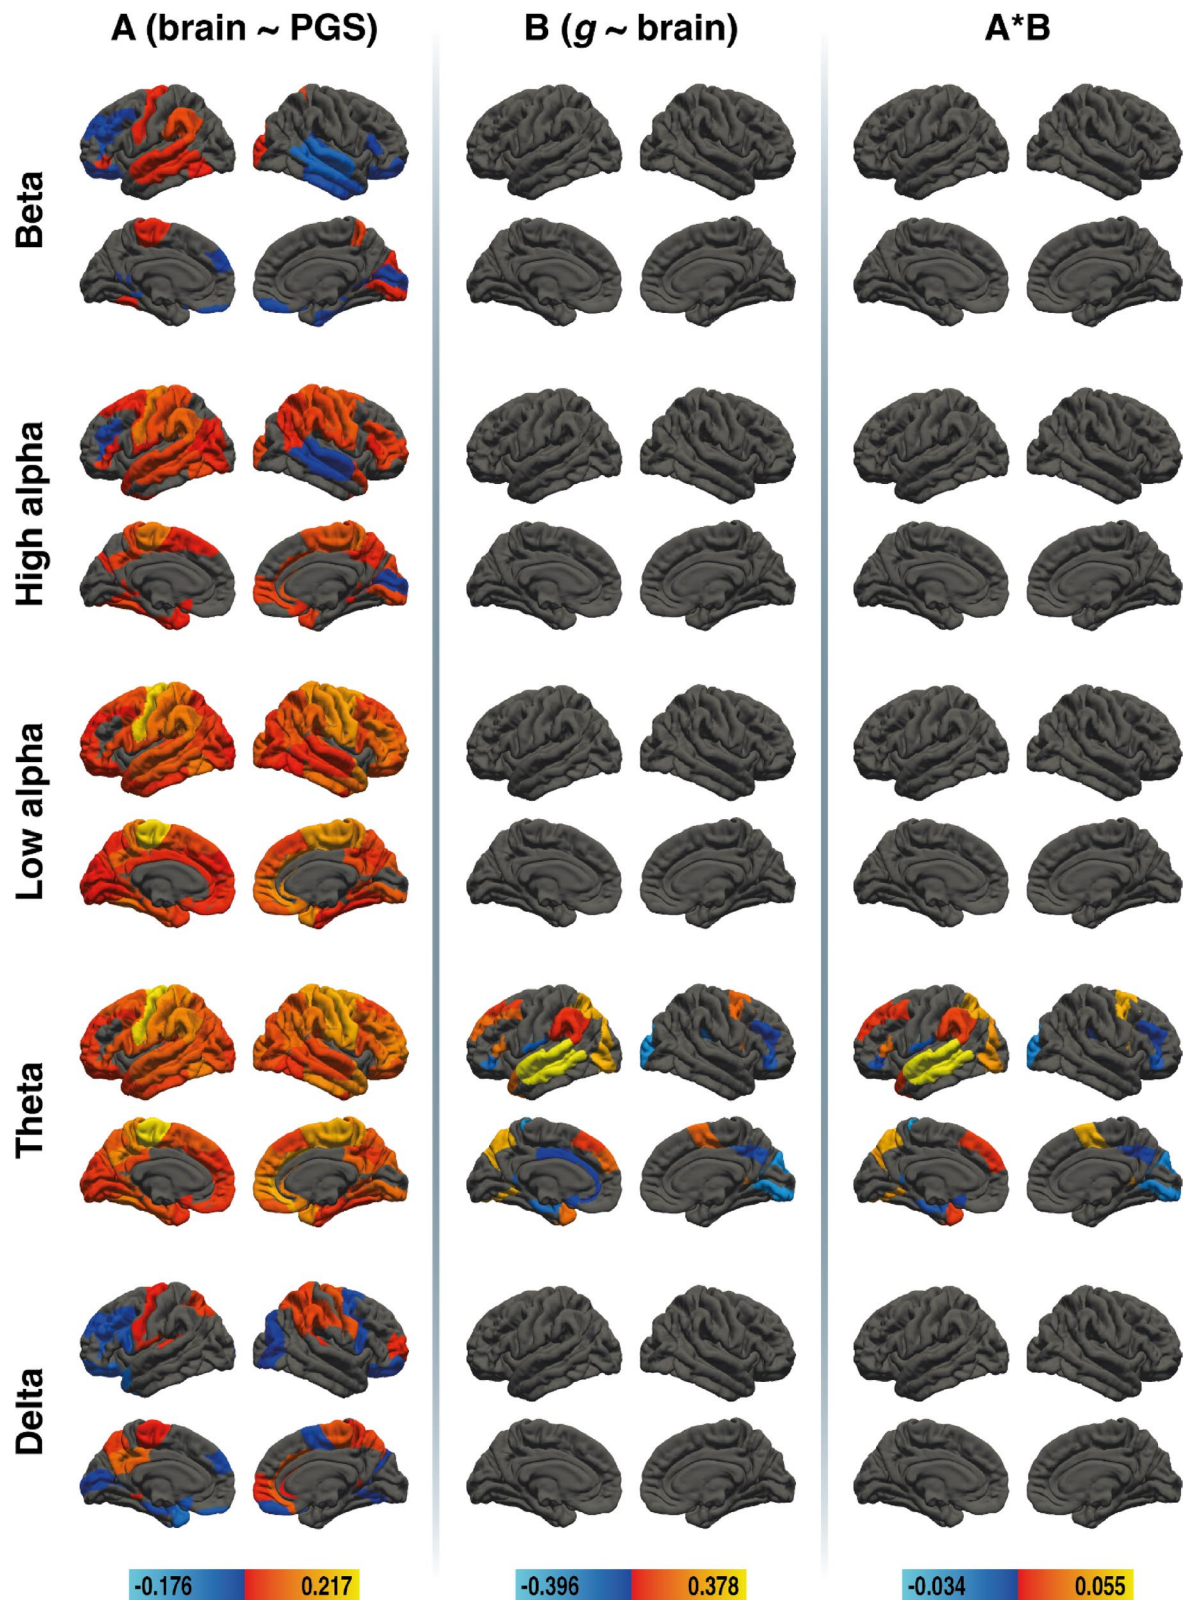 A (brain ~ PGS)
B (g ~ brain)
A*B
Beta
High alpha
Low alpha
Theta
Delta
-0.176 0.217
-0.396 0.378
-0.034 0.055